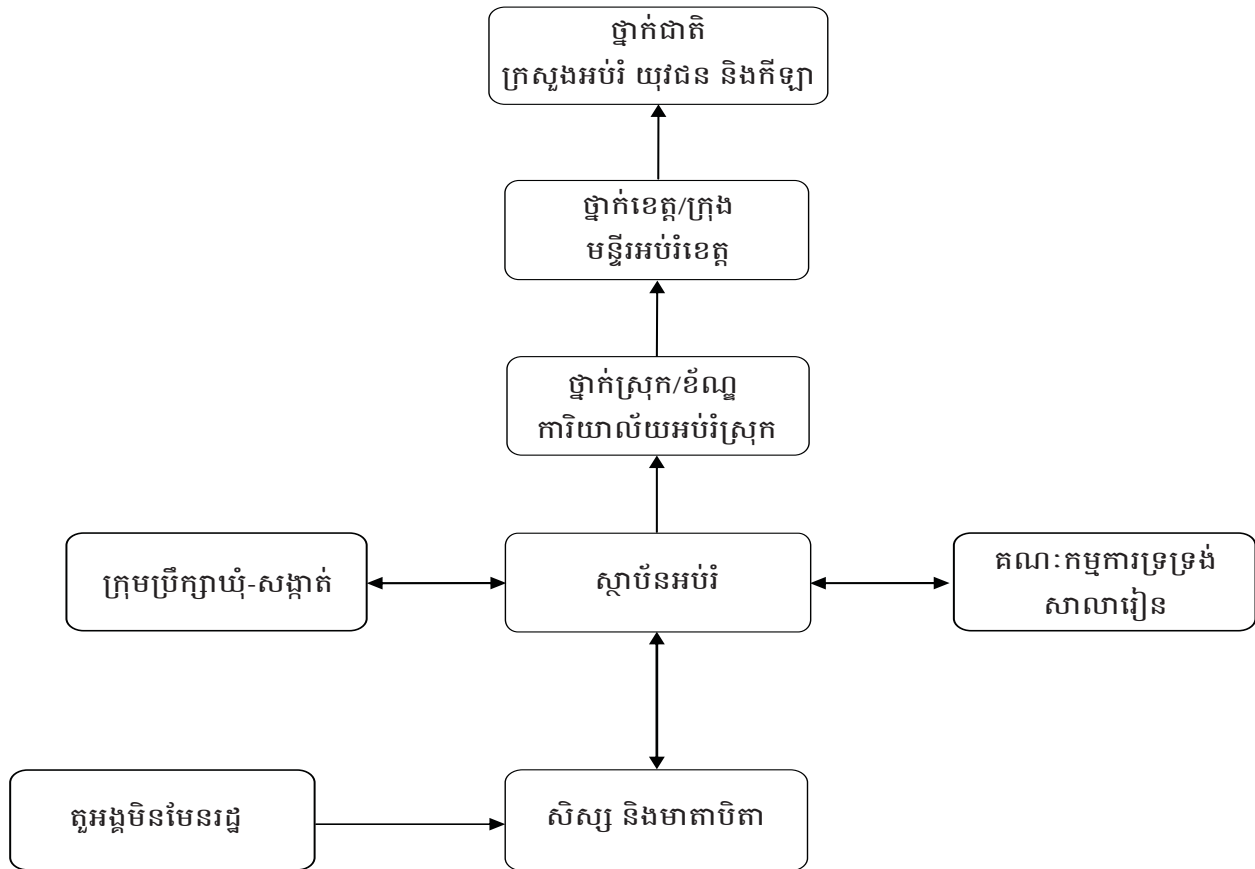 ថ្នាក់ជាតិ
ក្រសួងអប់រំ យុវជន និងកីឡា
ថ្នាក់ខេត្ត/ក្រុង
មន្ទីរអប់រំខេត្ត
ថ្នាក់ស្រុក/ខ័ណ្ឌ
ការិយាល័យអប់រំស្រុក
ក្រុមប្រឹក្សាឃុំ-សង្កាត់
ស្ថាប័នអប់រំ
គណៈកម្មការទ្រទ្រង់
សាលារៀន
តួអង្គមិនមែនរដ្ឋ
សិស្ស និងមាតាបិតា